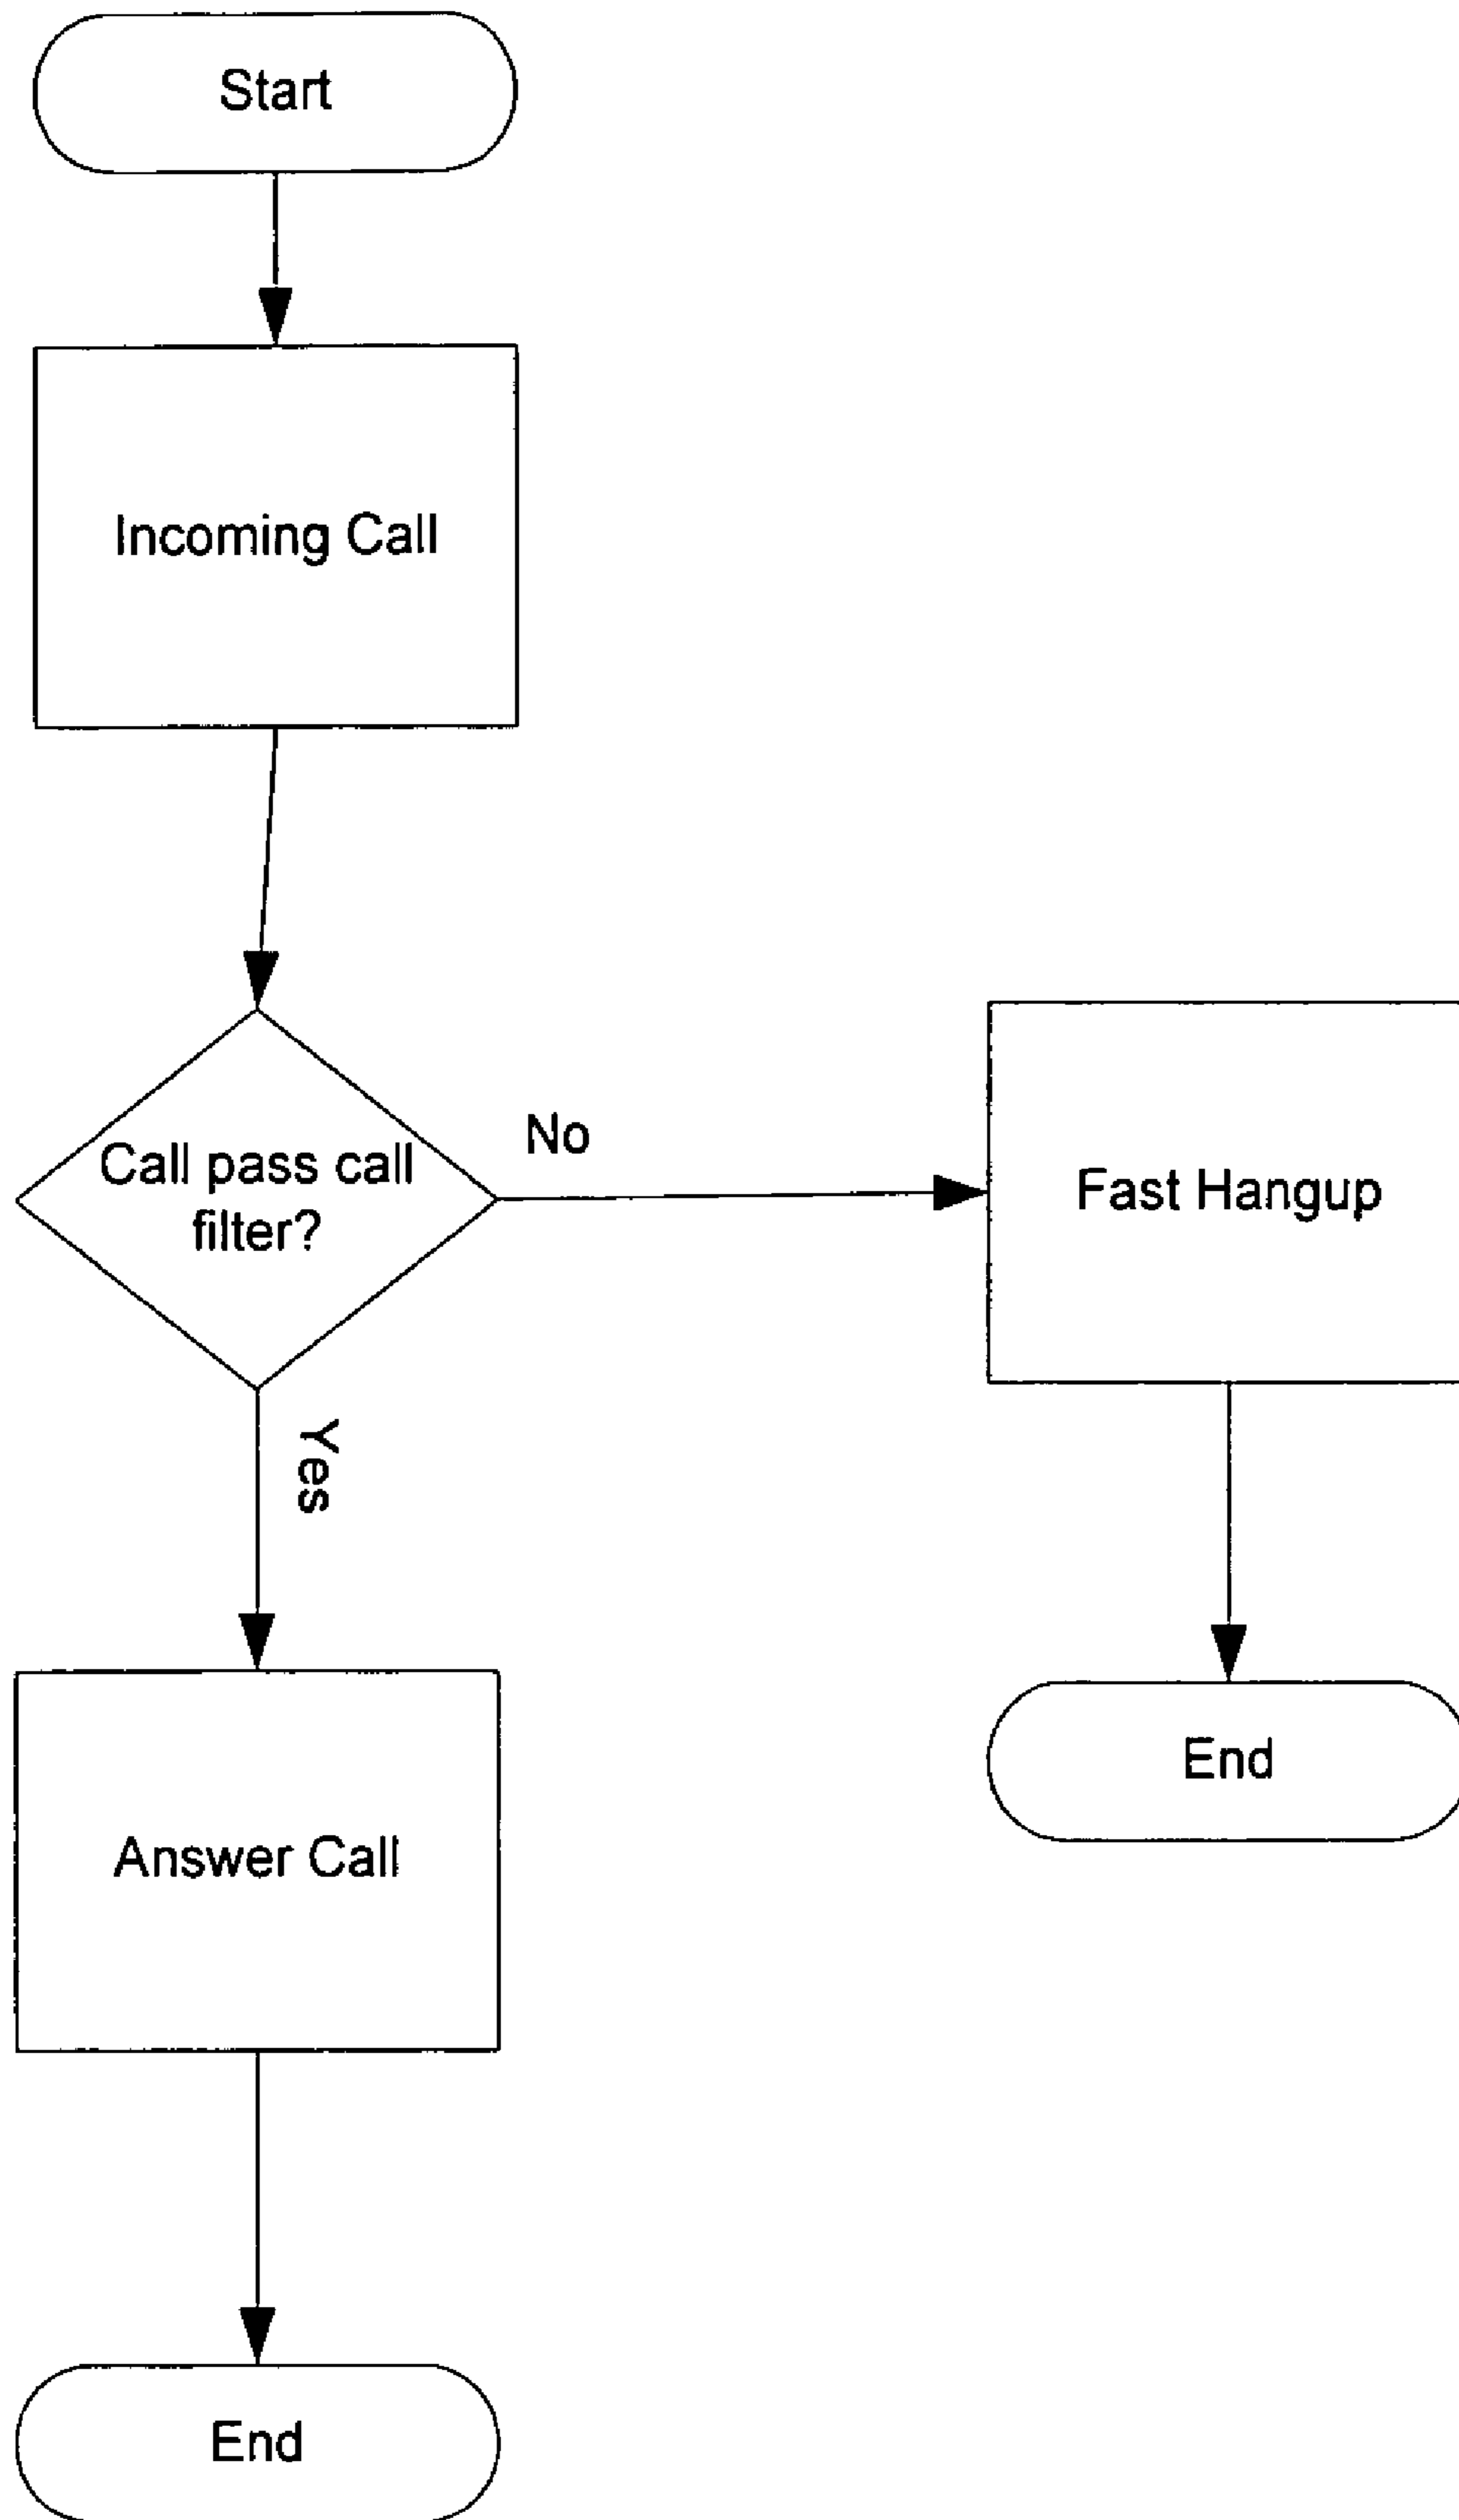 Start
Incoming Call
Call pass call
filter?
No
Fast Hangup
Yes
End
Answer Call
End